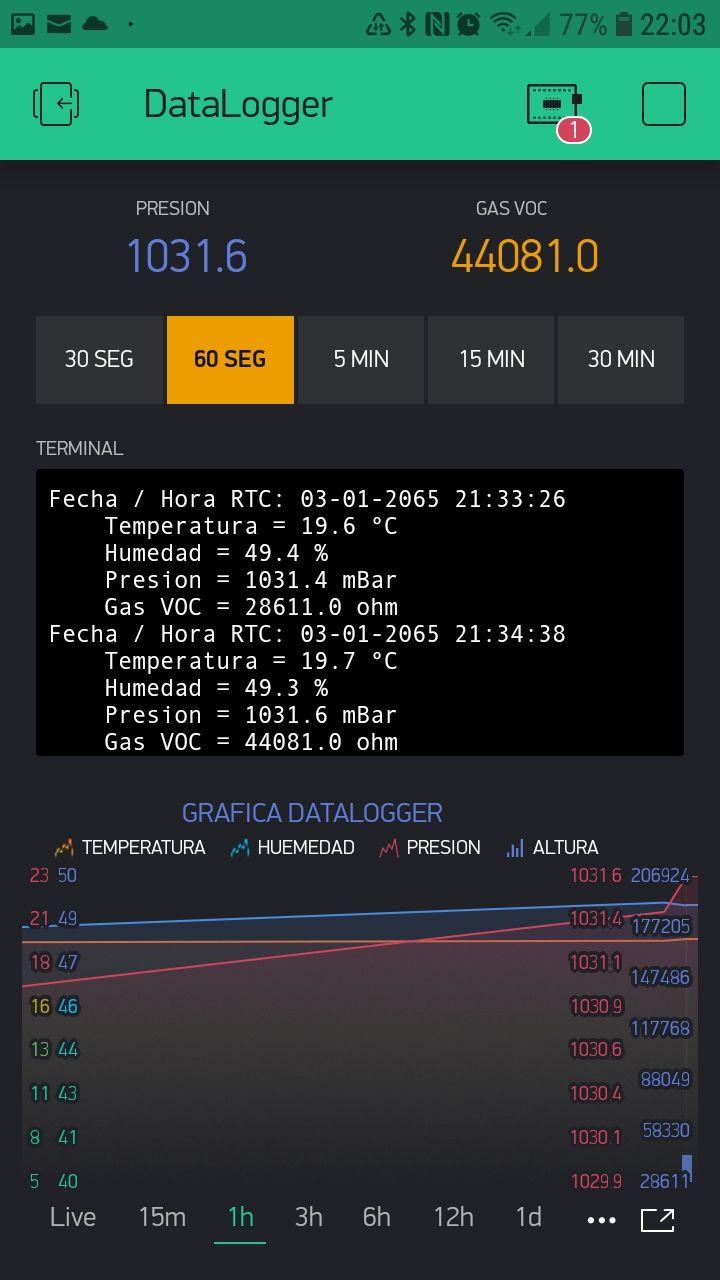 77% 22:03
DataLogger
1
PRESION GAS VOC
1031.6 44081.0
30 SEG 60 SEG 5 MIN 15 MIN 30 MIN
TERMINAL
Fecha / Hora RTC: 03-01-2065 21:33:26
Temperatura = 19.6 ºC
Humedad = 49.4 %
Presion = 1031.4 mBar
Gas VOC = 28611.0 ohm
Fecha / Hora RTC: 03-01-2065 21:34:38
Temperatura = 19.7 ºC
Humedad = 49.3 %
Presion = 1031.6 mBar
Gas VOC = 44081.0 ohm
GRAFICA DATALOGGER
TEMPERATURA HUEMEDAD PRESION ALTURA
23 50 1031.6 206924
21 49 1031.4 177205
18 47 1031.1 147486
16 46 1030.9 117768
13 44 1030.6 88049
11 43 1030.4 58330
8 41 1030.1
5 40 1029.9 28611
Live 15m 1h 3h 6h 12h 1d